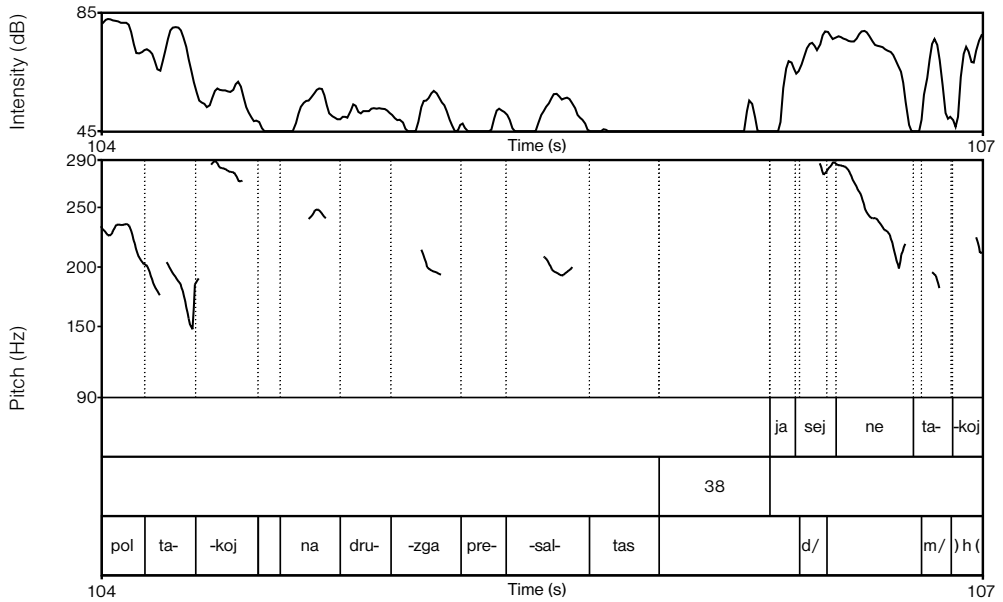 85
Intensity (dB)
45
104 Time (s) 107
290
250
200
150
90
Pitch (Hz)
ja sej ne ta- -koj
38
pol ta- -koj na dru- -zga pre- -sal- tas d/ m/ ) h (
104 Time (s) 107